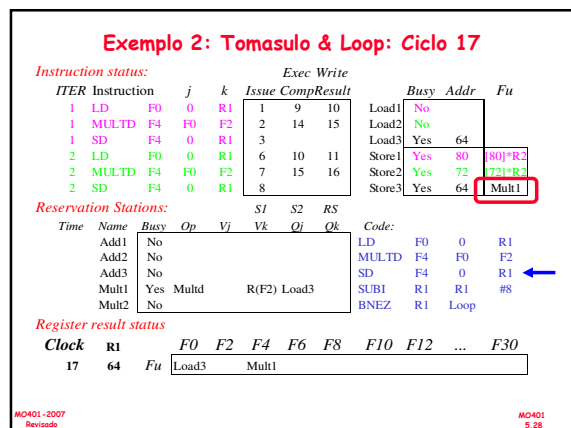 Exemplo 2: Tomasulo & Loop: Ciclo 17
Instruction status: Exec Write
ITER Instruction j k Issue Comp Result Busy Addr Fu
1 LD F0 0 R1 1 9 10 Load1 No
1 MULTD F4 F0 F2 2 14 15 Load2 No
1 SD F4 0 R1 3 Load3 Yes 64
2 LD F0 0 R1 6 10 11 Store1 Yes 80 [80]*R2
2 MULTD F4 F0 F2 7 15 16 Store2 Yes 72 [72]*R2
2 SD F4 0 R1 8 Store3 Yes 64 Mult1
Reservation Stations: S1 S2 RS
Time Name Busy Op Vj Vk Qj Qk Code:
Add1 No LD F0 0 R1
Add2 No MULTD F4 F0 F2
Add3 No SD F4 0 R1
Mult1 Yes Multd R(F2) Load3 SUBI R1 R1 #8
Mult2 No BNEZ R1 Loop
Register result status
Clock R1 F0 F2 F4 F6 F8 F10 F12 ... F30
17 64 Fu Load3 Mult1
MO401-2007 MO401
Revisado 5.28